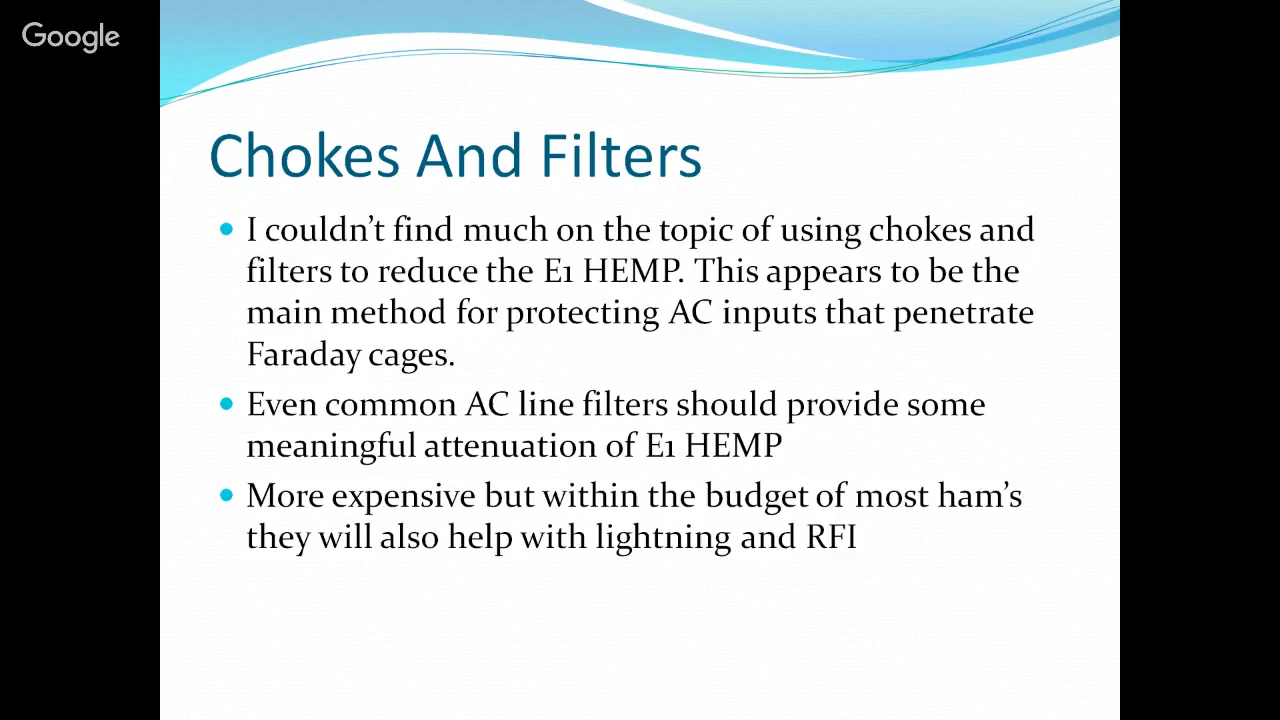 Google
Chokes And Filters
I couldn't find much on the topic of using chokes and
filters to reduce the E1 HEMP. This appears to be the
main method for protecting AC inputs that penetrate
Faraday cages.
Even common AC line filters should provide some
meaningful attenuation of E1 HEMP
More expensive but within the budget of most ham's
they will also help with lightning and RFI